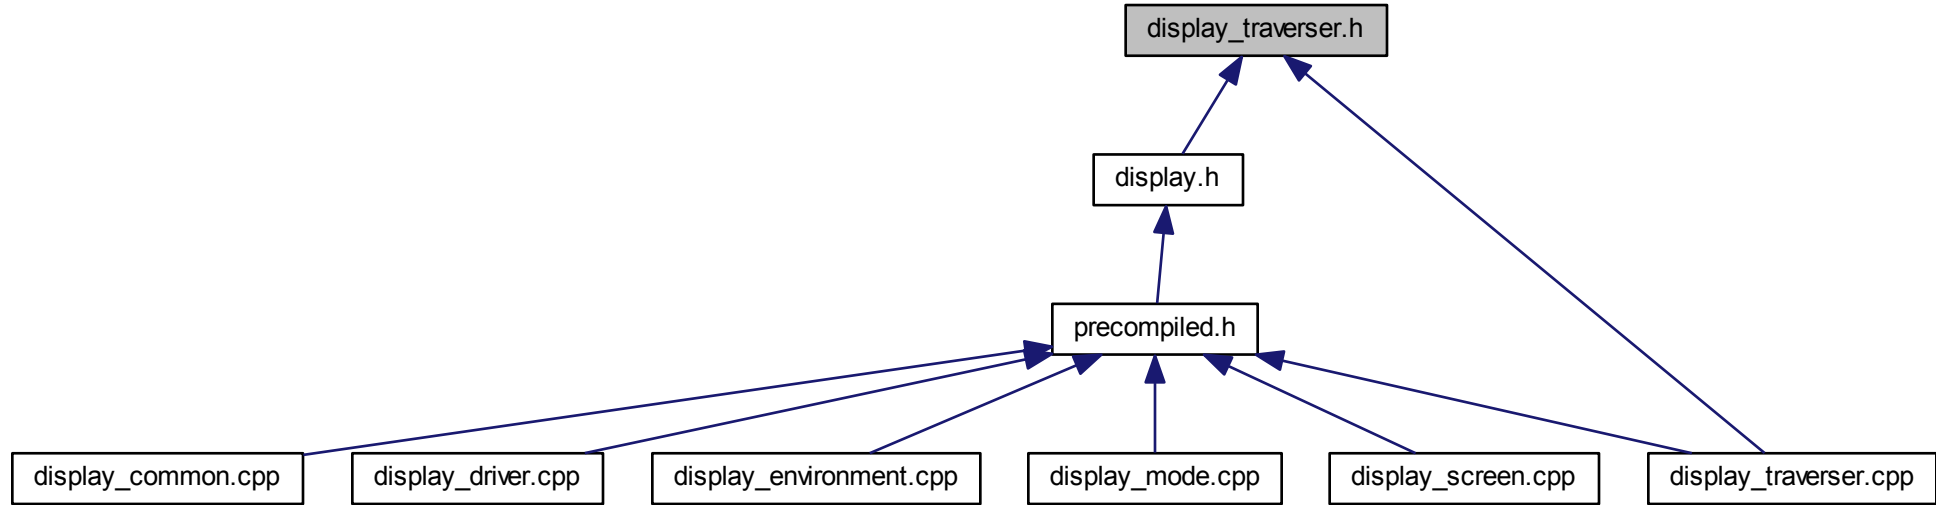 display_traverser.h
display.h
precompiled.h
display_common.cpp
display_driver.cpp
display_environment.cpp
display_mode.cpp
display_screen.cpp
display_traverser.cpp